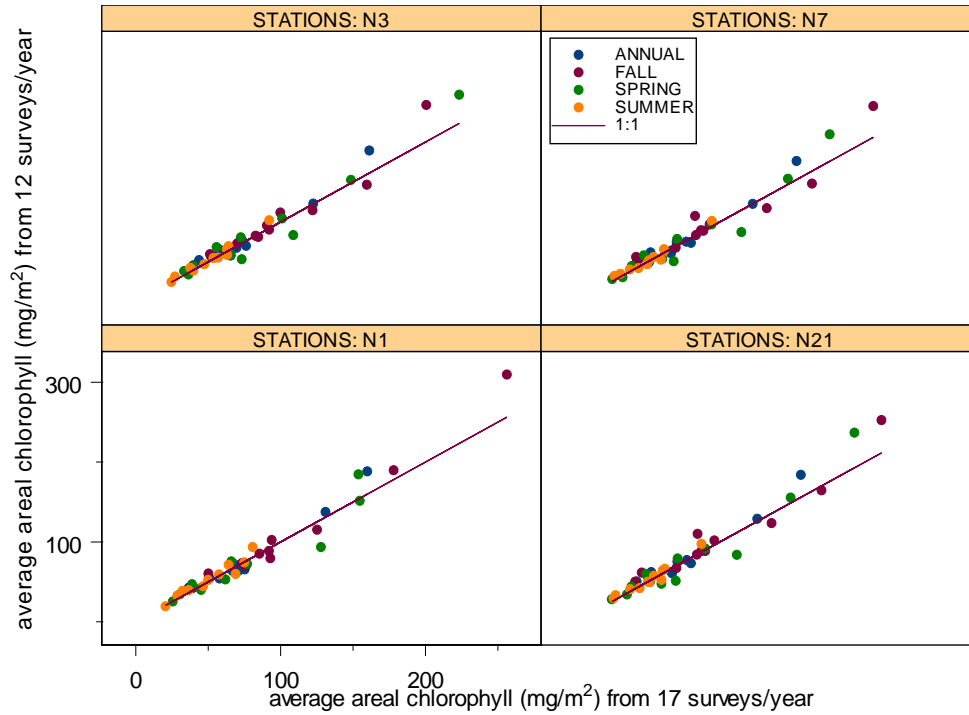 STATIONS: N3
STATIONS: N7
ANNUAL
FALL
SPRING
SUMMER
1:1
STATIONS: N1
STATIONS: N21
300
100
0
100
200
average areal chlorophyll (mg/m²) from 12 surveys/year
average areal chlorophyll (mg/m²) from 17 surveys/year